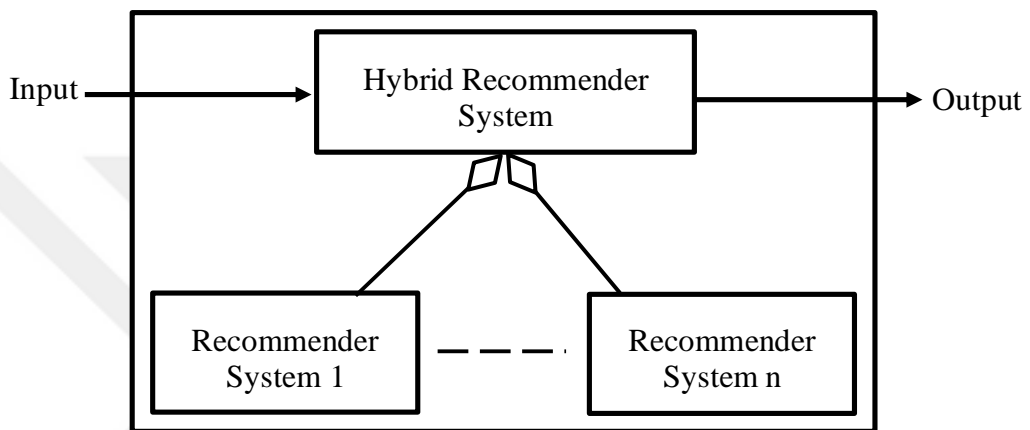 Input
Hybrid Recommender
System
Output
Recommender
System 1
Recommender
System n